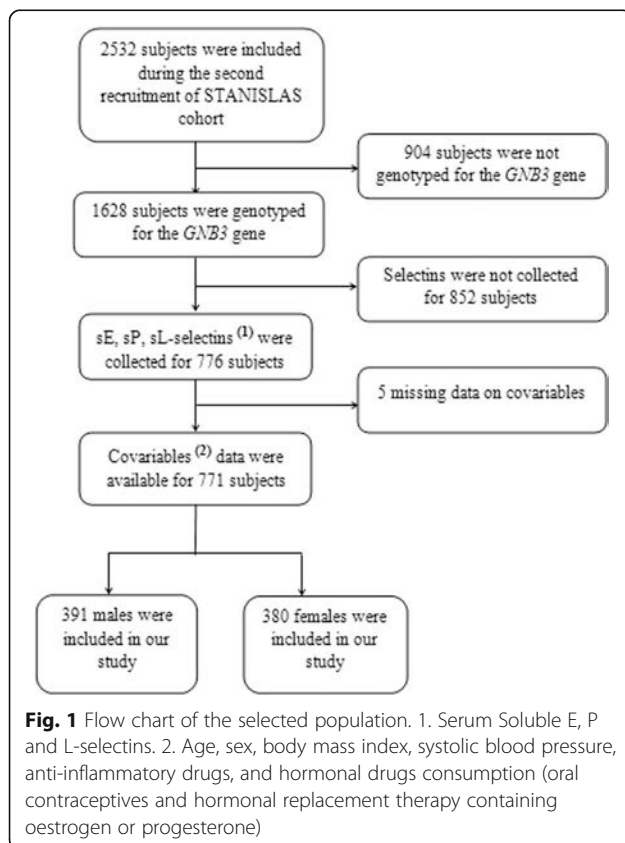 2532 subjects were included
during the second
recruitment of STANISLAS
cohort
904 subjects were not
genotyped for the GNB3 gene
1628 subjects were genotyped
for the GNB3 gene
Selectins were not collected
for 852 subjects
sE, sP, sL-selectins (1) were
collected for 776 subjects
5 missing data on covariables
Covariables (2) data were
available for 771 subjects
391 males were
included in our
study
380 females were
included in our
study
Fig. 1 Flow chart of the selected population. 1. Serum Soluble E, P
and L-selectins. 2. Age, sex, body mass index, systolic blood pressure,
anti-inflammatory drugs, and hormonal drugs consumption (oral
contraceptives and hormonal replacement therapy containing
oestrogen or progesterone)